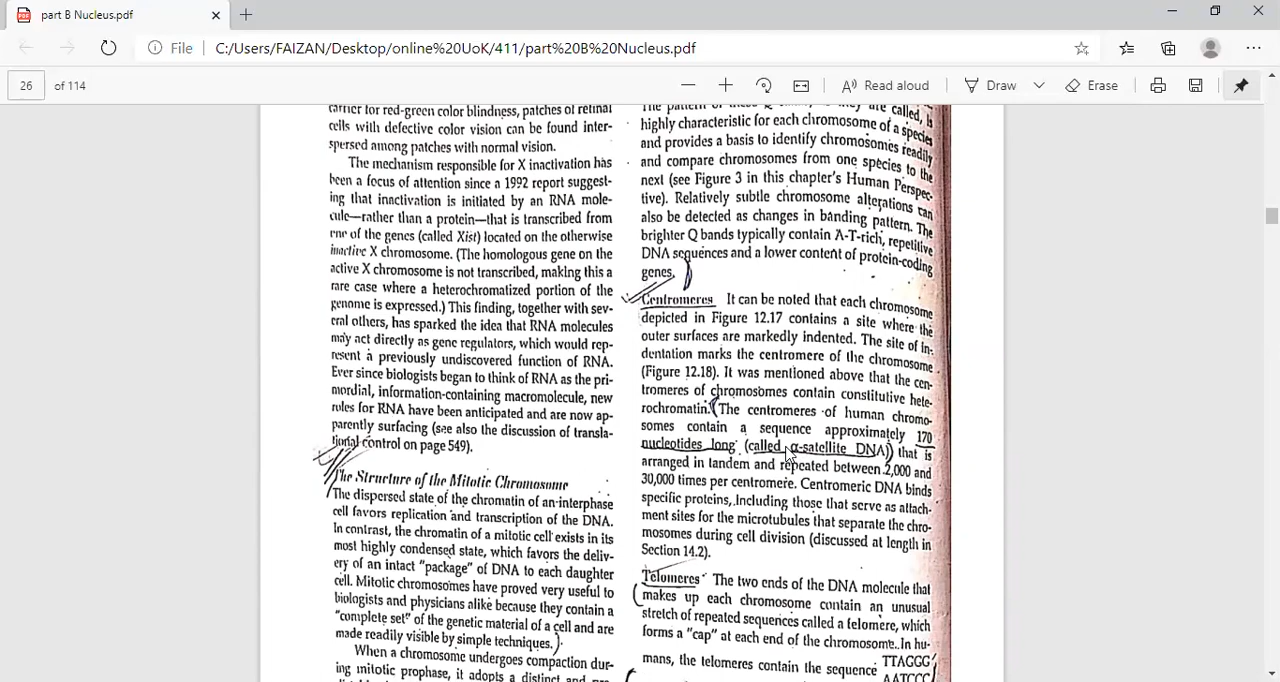 part B Nucleus.pdf
File C:/Users/FAIZAN/Desktop/online%20UoK/411/part%20B%20Nucleus.pdf
26 of 114 Read aloud Draw Erase
carrier for red-green color blindness, patches of retinal
cells with defective color vision can be found inter-
spersed among patches with normal vision.
The mechanism responsible for X inactivation has
been a focus of attention since a 1992 report suggest-
ing that inactivation is initiated by an RNA mole-
cule—rather than a protein—that is transcribed from
one of the genes (called Xist) located on the otherwise
inactive X chromosome. (The homologous gene on the
active X chromosome is not transcribed, making this a
rare case where a heterochromatized portion of the
genome is expressed.) This finding, together with sev-
eral others, has sparked the idea that RNA molecules
may act directly as gene regulators, which would rep-
resent a previously undiscovered function of RNA.
Ever since biologists began to think of RNA as the pri-
mordial, information-containing macromolecule, new
roles for RNA have been anticipated and are now ap-
parently surfacing (see also the discussion of transla-
tional control on page 549).
The Structure of the Mitotic Chromosome
The dispersed state of the chromatin of an interphase
cell favors replication and transcription of the DNA.
In contrast, the chromatin of a mitotic cell exists in its
most highly condensed state, which favors the deliv-
ery of an intact "package" of DNA to each daughter
cell. Mitotic chromosomes have proved very useful to
biologists and physicians alike because they contain a
"complete set" of the genetic material of a cell and are
made readily visible by simple techniques.
When a chromosome undergoes compaction dur-
ing mitotic prophase, it adopts a distinct and
The pattern of these Q they are called, is
highly characteristic for each chromosome of a species
and provides a basis to identify chromosomes readily
and compare chromosomes from one species to the
next (see Figure 3 in this chapter's Human Perspec-
tive). Relatively subtle chromosome alterations can
also be detected as changes in banding pattern. The
brighter Q bands typically contain A-T-rich, repetitive
DNA sequences and a lower content of protein-coding
genes.
Centromeres It can be noted that each chromosome
depicted in Figure 12.17 contains a site where the
outer surfaces are markedly indented. The site of in-
dentation marks the centromere of the chromosome
(Figure 12.18). It was mentioned above that the cen-
tromeres of chromosomes contain constitutive hete-
rochromatin. (The centromeres of human chromo-
somes contain a sequence approximately 170
nucleotides long (called α-satellite DNA)) that is
arranged in tandem and repeated between 2,000 and
30,000 times per centromere. Centromeric DNA binds
specific proteins, including those that serve as attach-
ment sites for the microtubules that separate the chro-
mosomes during cell division (discussed at length in
Section 14.2).
Telomeres The two ends of the DNA molecule that
makes up each chromosome contain an unusual
stretch of repeated sequences called a telomere, which
forms a "cap" at each end of the chromosome. In hu-
mans, the telomeres contain the sequence TTAGGG
AATCCC